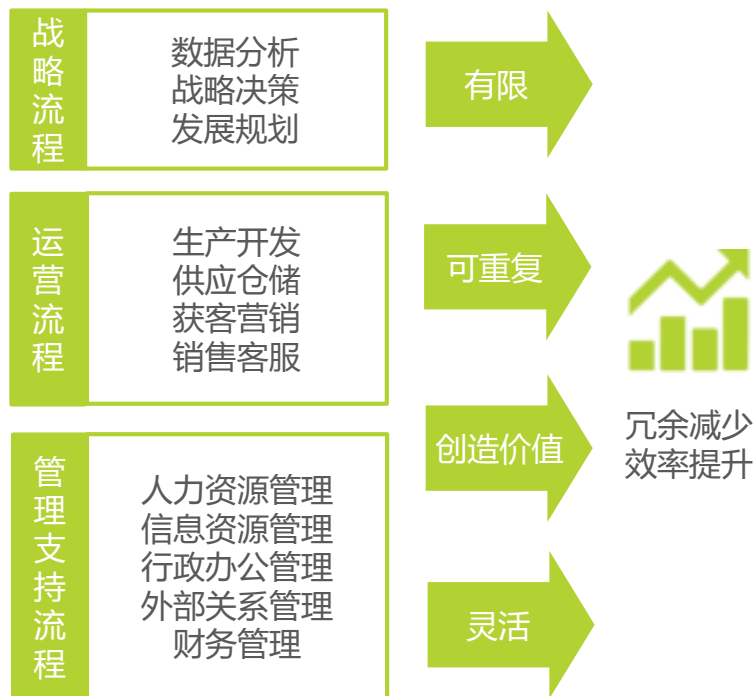 战略流程
数据分析
战略决策
发展规划
有限
运营流程
生产开发
供应仓储
获客营销
销售客服
可重复
创造价值
冗余减少
效率提升
管理支持流程
人力资源管理
信息资源管理
行政办公管理
外部关系管理
财务管理
灵活